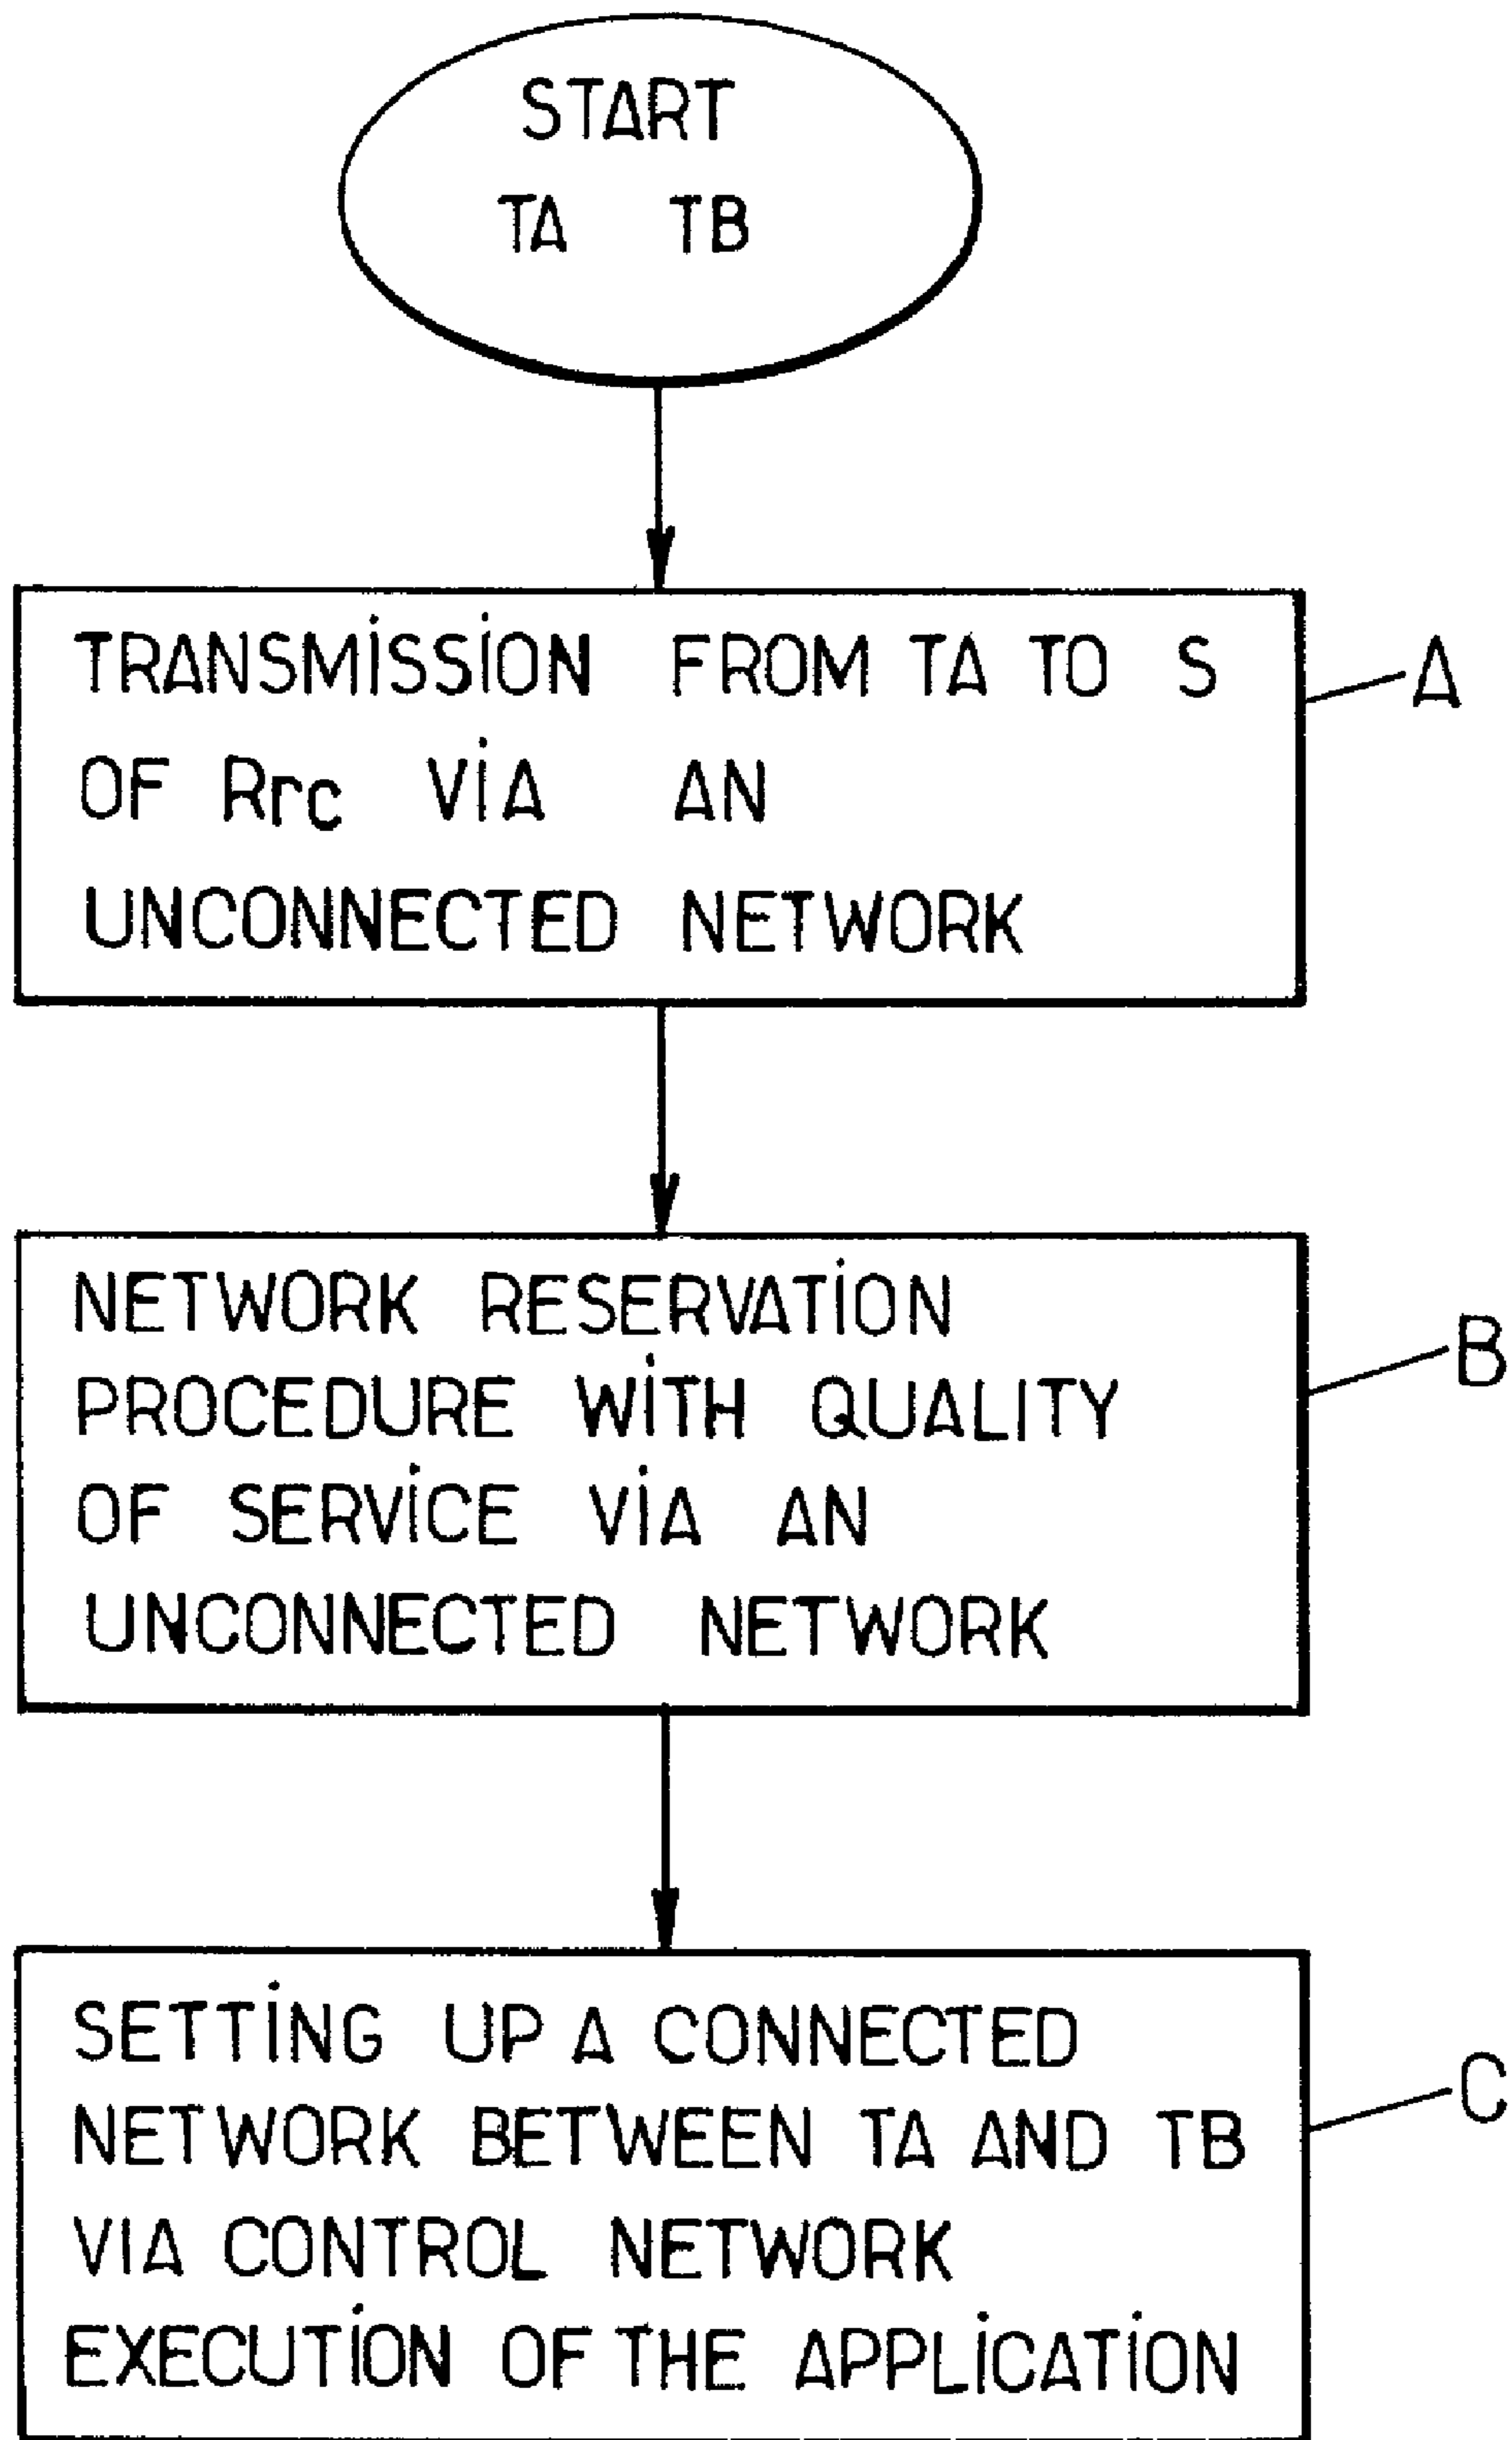 START
TA TB
TRANSMISSION FROM TA TO S
OF Rrc VIA AN
UNCONNECTED NETWORK
A
NETWORK RESERVATION
PROCEDURE WITH QUALITY
OF SERVICE VIA AN
UNCONNECTED NETWORK
B
SETTING UP A CONNECTED
NETWORK BETWEEN TA AND TB
VIA CONTROL NETWORK
EXECUTION OF THE APPLICATION
C